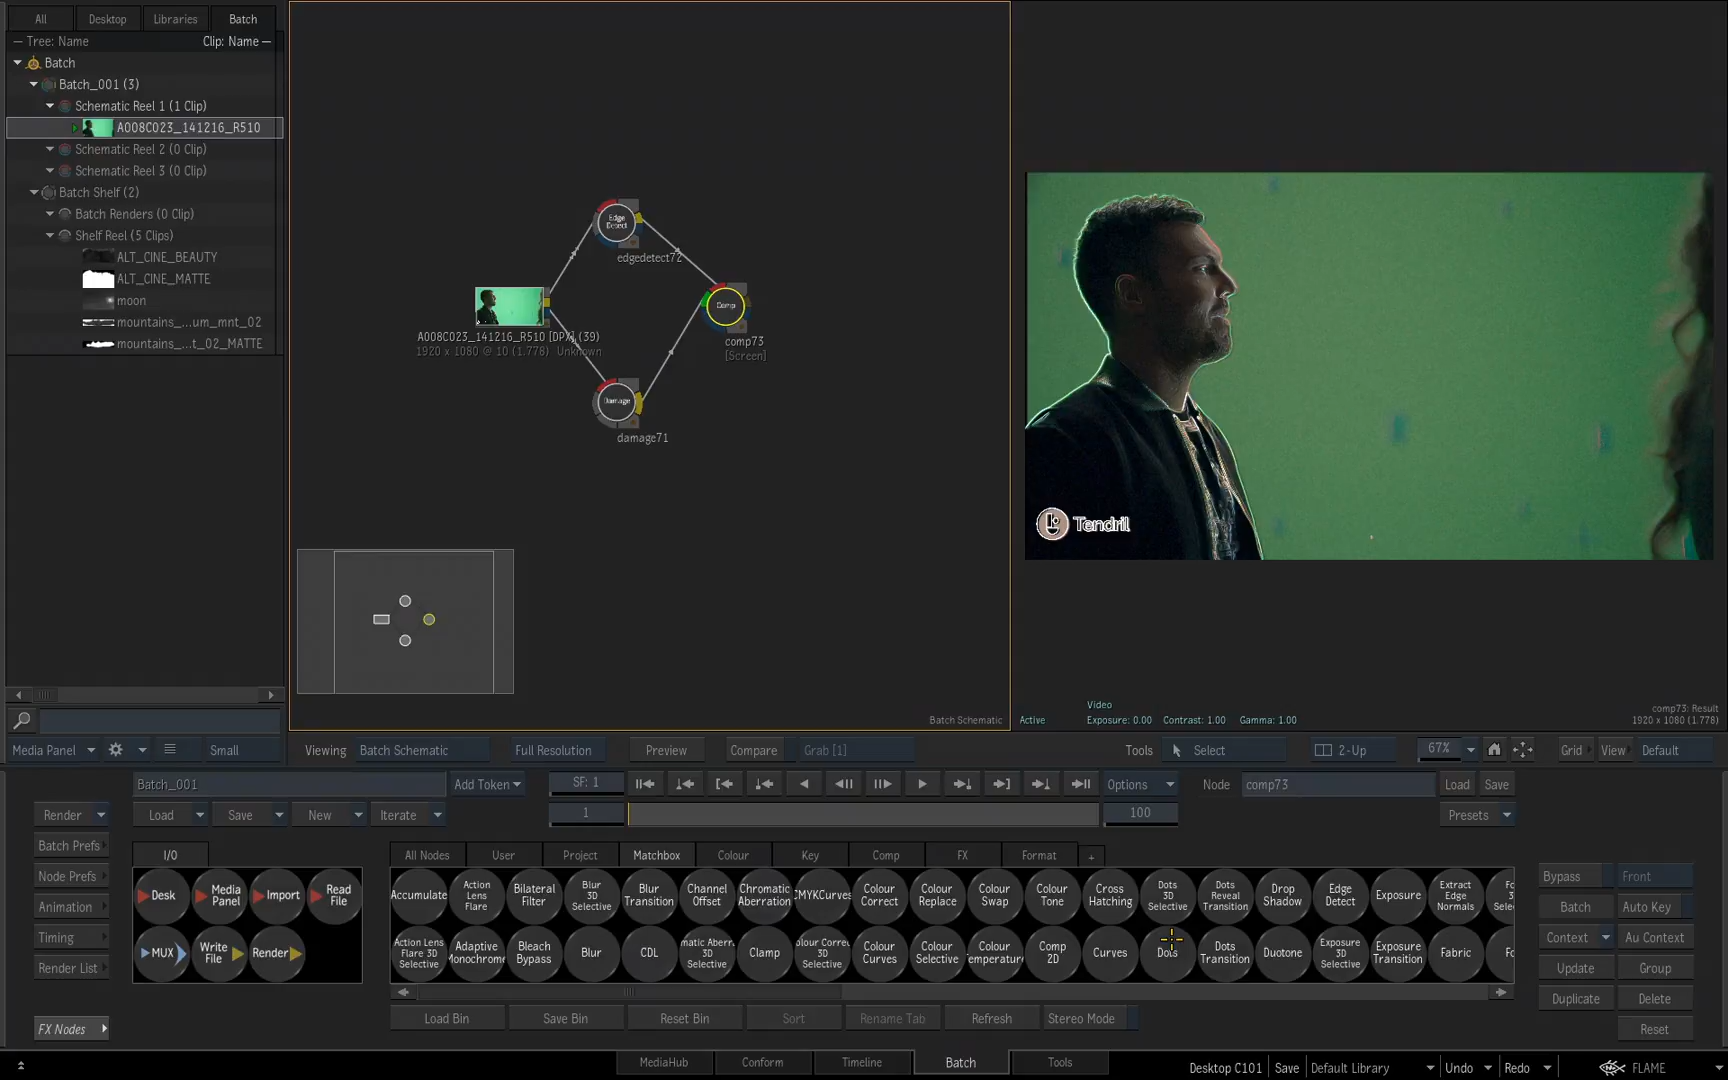 All Desktop Libraries Batch
Tree: Name Clip: Name
Batch
Batch_001 (3)
Schematic Reel 1 (1 Clip)
A008C023_141216_R510
Schematic Reel 2 (0 Clip)
Schematic Reel 3 (0 Clip)
Batch Shelf (2)
Batch Renders (0 Clip)
Shelf Reel (5 Clips)
ALT_CINE_BEAUTY
ALT_CINE_MATTE
moon
mountains_...um_mnt_02
mountains_...t_02_MATTE
Edge
Detect
edgedetect72
A008C023_141216_R510 [DPX] (39)
1920 x 1080 @ 10 (1.778) Unknown
Comp
comp73
[Screen]
Damage
damage71
Batch Schematic
Tendril
Video
Active Exposure: 0.00 Contrast: 1.00 Gamma: 1.00
comp73: Result
1920 x 1080 (1.778)
Media Panel Small Viewing Batch Schematic Full Resolution Preview Compare Grab [1] Tools Select 2-Up 67% Grid View Default
Batch_001 Add Token SF: 1 Options Node comp73 Load Save
Render Load Save New Iterate 1 100 Presets
Batch Prefs
Node Prefs
Animation
Timing
Render List
FX Nodes
I/O
Desk
Media
Panel
Import
Read
File
MUX
Write
File
Render
All Nodes User Project Matchbox Colour Key Comp FX Format +
Accumulate
Action
Lens
Flare
Bilateral
Filter
Blur
3D
Selective
Blur
Transition
Channel
Offset
Chromatic
Aberration
CMYKCurves
Colour
Correct
Colour
Replace
Colour
Swap
Colour
Tone
Cross
Hatching
Dots
3D
Selective
Dots
Reveal
Transition
Drop
Shadow
Edge
Detect
Exposure
Extract
Edge
Normals
Action Lens
Flare 3D
Selective
Adaptive
Monochrome
Bleach
Bypass
Blur
CDL
matic Aberr
3D
Selective
Clamp
olour Correc
3D
Selective
Colour
Curves
Colour
Selective
Colour
Temperature
Comp
2D
Curves
Dots
Dots
Transition
Duotone
Exposure
3D
Selective
Exposure
Transition
Fabric
Load Bin Save Bin Reset Bin Sort Rename Tab Refresh Stereo Mode
Bypass Front
Batch Auto Key
Context Au Context
Update Group
Duplicate Delete
Reset
MediaHub Conform Timeline Batch Tools
Desktop C101 Save Default Library Undo Redo FLAME